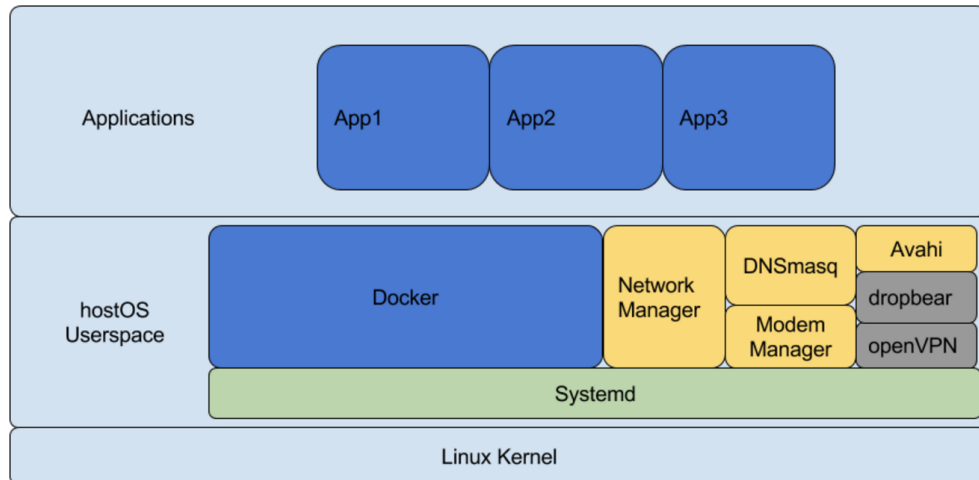 Applications
App1
App2
App3
hostOS
Userspace
Docker
Network
Manager
DNSmasq
Modem
Manager
Avahi
dropbear
openVPN
Systemd
Linux Kernel